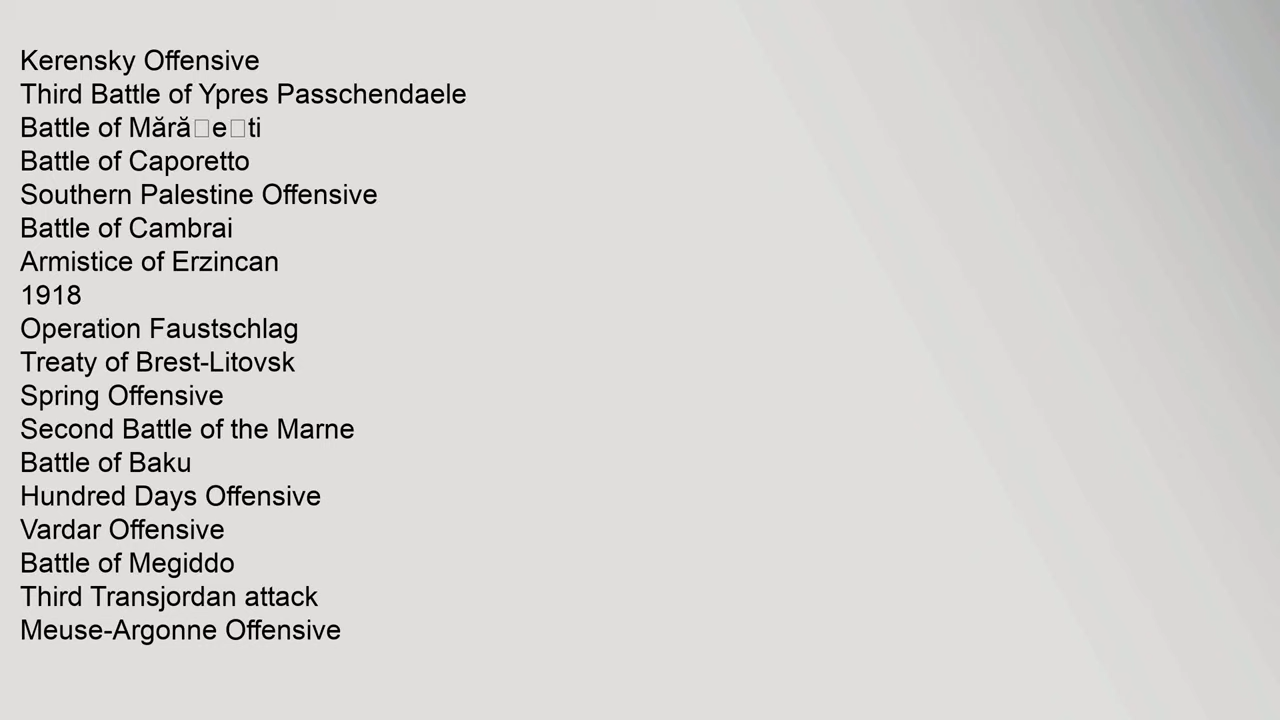 Kerensky Offensive
Third Battle of Ypres Passchendaele
Battle of Mără□e□ti
Battle of Caporetto
Southern Palestine Offensive
Battle of Cambrai
Armistice of Erzincan
1918
Operation Faustschlag
Treaty of Brest-Litovsk
Spring Offensive
Second Battle of the Marne
Battle of Baku
Hundred Days Offensive
Vardar Offensive
Battle of Megiddo
Third Transjordan attack
Meuse-Argonne Offensive